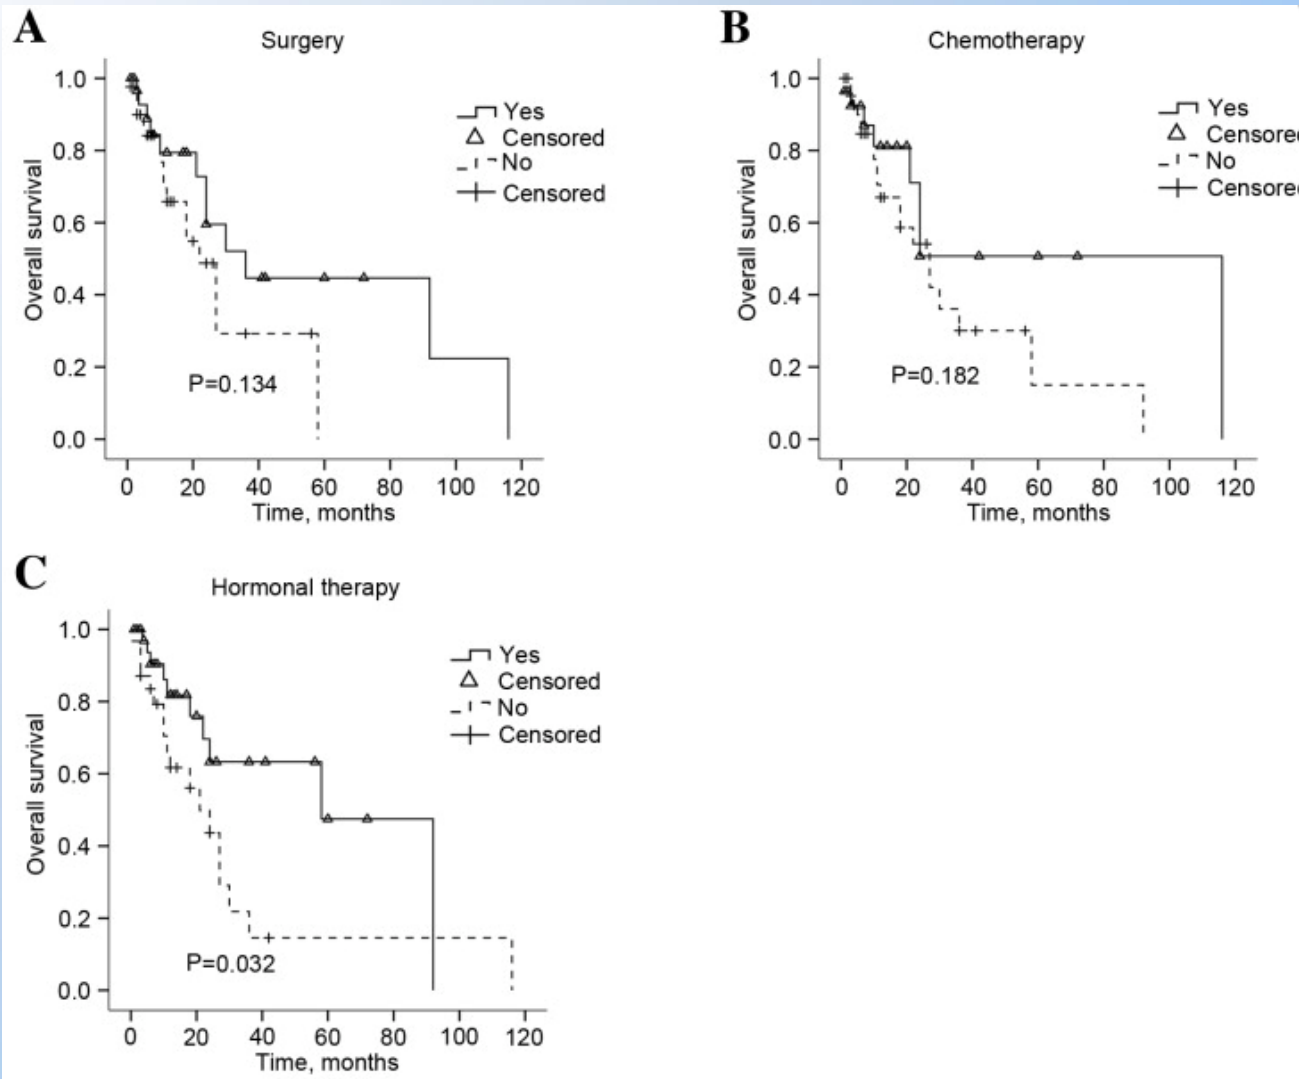 A
Surgery
1.0
0.8
0.6
0.4
0.2
0.0
Overall survival
Yes
Censored
No
Censored
P=0.134
0 20 40 60 80 100 120
Time, months
B
Chemotherapy
1.0
0.8
0.6
0.4
0.2
0.0
Overall survival
Yes
Censored
No
Censored
P=0.182
0 20 40 60 80 100 120
Time, months
C
Hormonal therapy
1.0
0.8
0.6
0.4
0.2
0.0
Overall survival
Yes
Censored
No
Censored
P=0.032
0 20 40 60 80 100 120
Time, months